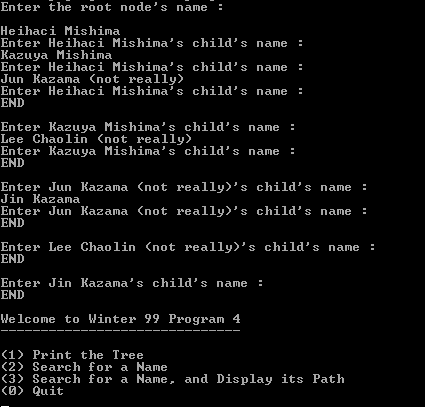 Enter the root node's name :
Heihaci Mishima
Enter Heihaci Mishima's child's name :
Kazuya Mishima
Enter Heihaci Mishima's child's name :
Jun Kazama (not really)
Enter Heihaci Mishima's child's name :
END
Enter Kazuya Mishima's child's name :
Lee Chaolin (not really)
Enter Kazuya Mishima's child's name :
END
Enter Jun Kazama (not really)'s child's name :
Jin Kazama
Enter Jun Kazama (not really)'s child's name :
END
Enter Lee Chaolin (not really)'s child's name :
END
Enter Jin Kazama's child's name :
END
Welcome to Winter 99 Program 4
------------------------------
(1) Print the Tree
(2) Search for a Name
(3) Search for a Name, and Display its Path
(0) Quit